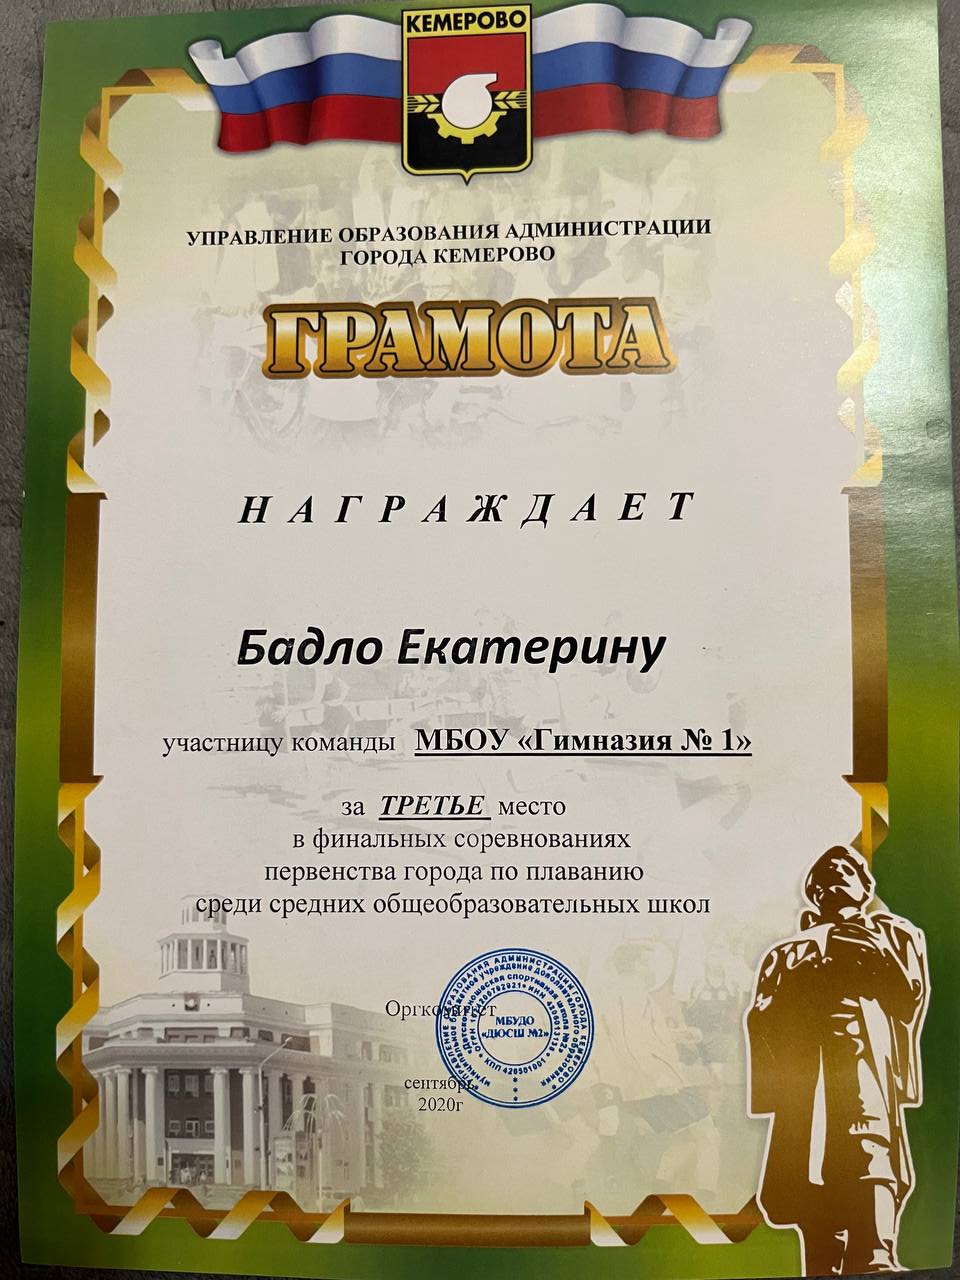 КЕМЕРОВО
УПРАВЛЕНИЕ ОБРАЗОВАНИЯ АДМИНИСТРАЦИИ
ГОРОДА КЕМЕРОВО
ГРАМОТА
Н А Г Р А Ж Д А Е Т
Бадло Екатерину
участницу команды МБОУ «Гимназия № 1»
за ТРЕТЬЕ место
в финальных соревнованиях
первенства города по плаванию
среди средних общеобразовательных школ
Оргкомитет
МБУДО
«ДЮСШ №2»
сентябрь
2020г